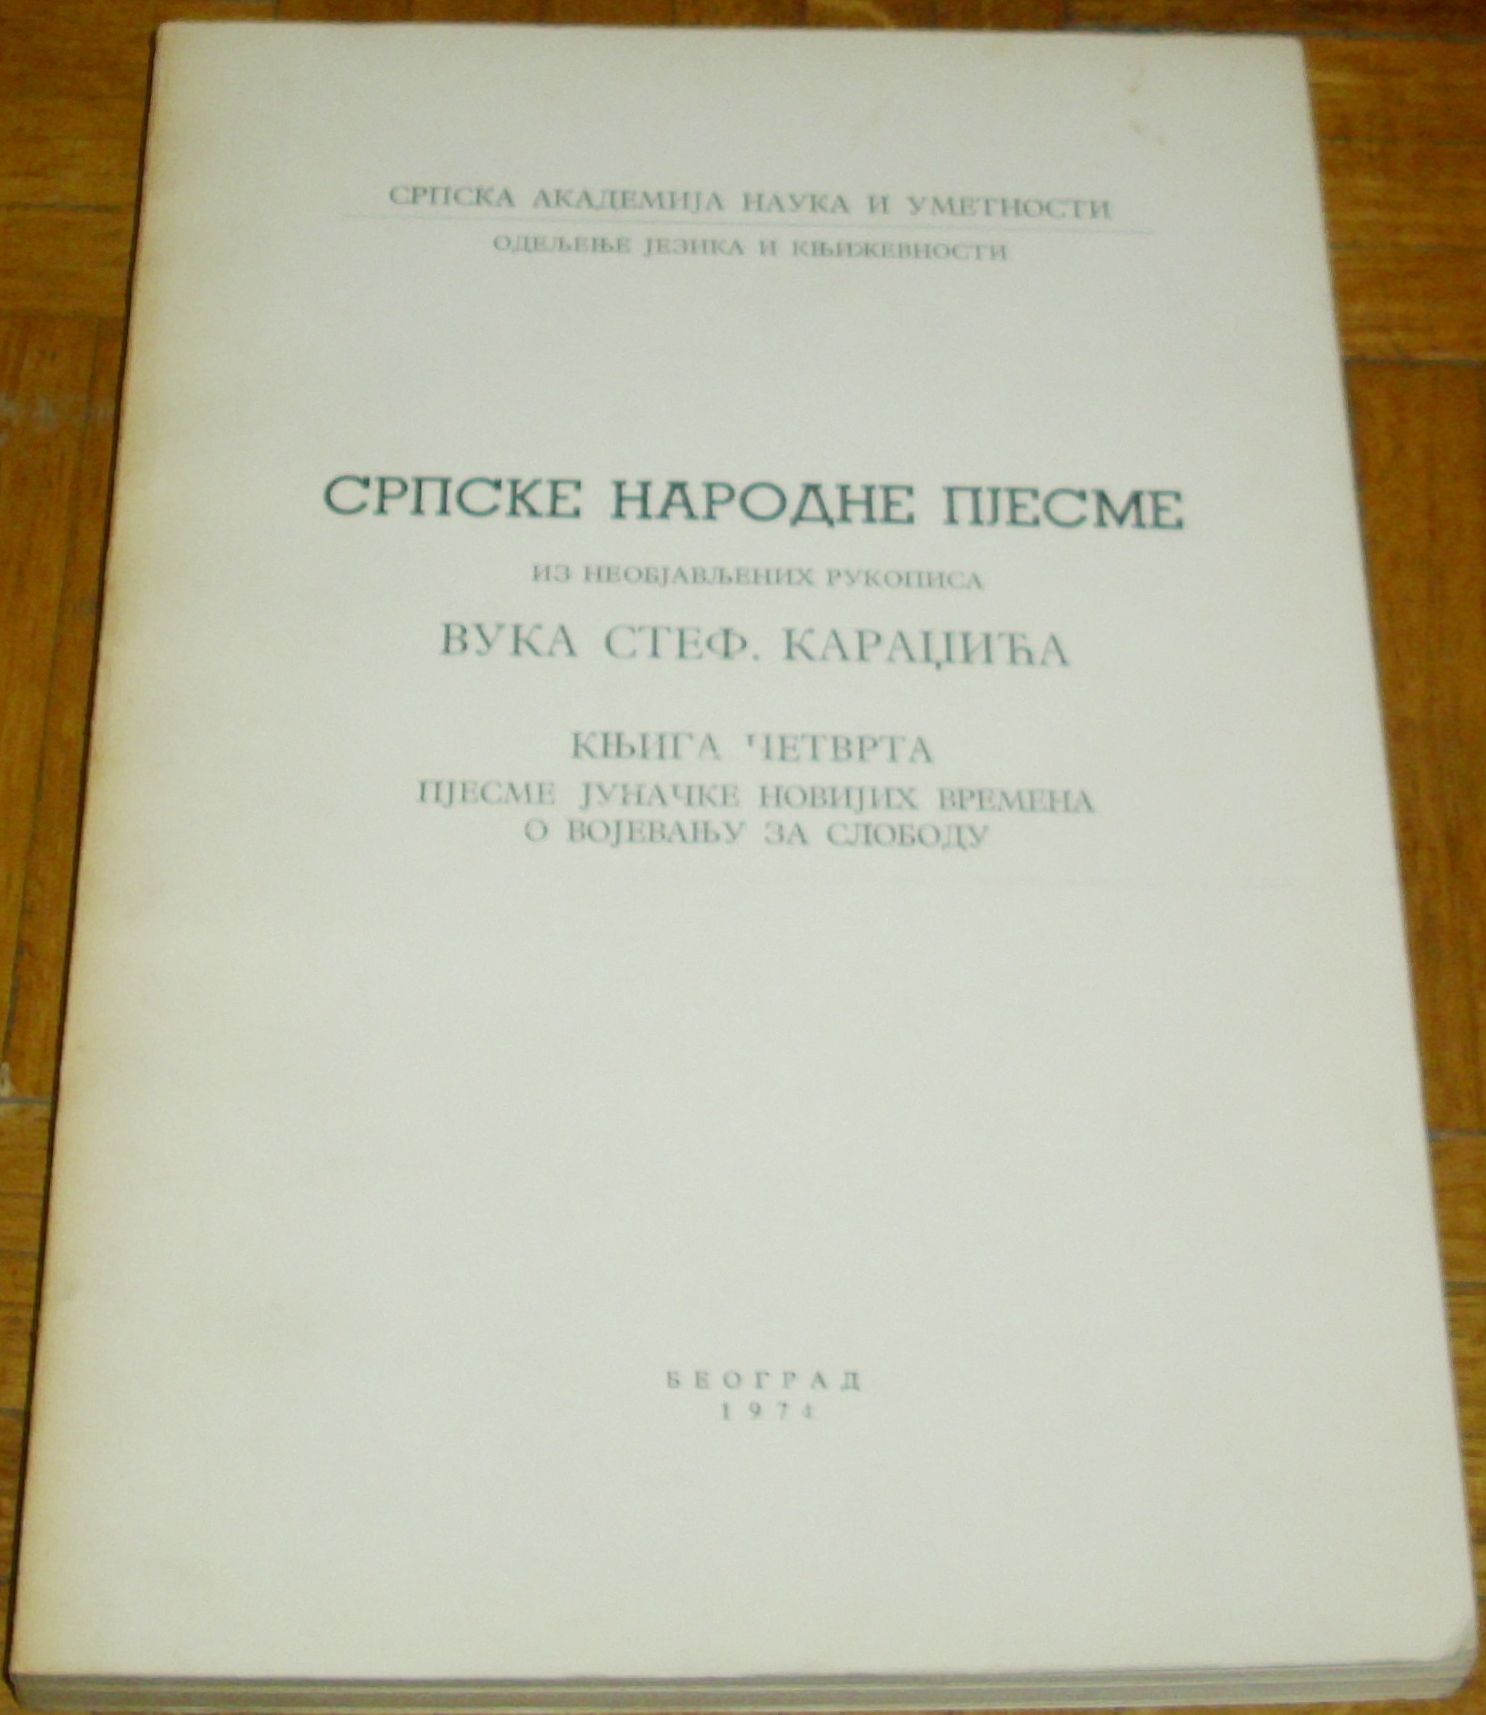 СРПСКА АКАДЕМИЈА НАУКА И УМЕТНОСТИ
ОДЕЉЕЊЕ ЈЕЗИКА И КЊИЖЕВНОСТИ
СРПСКЕ НАРОДНЕ ПЈЕСМЕ
ИЗ НЕОБЈАВЉЕНИХ РУКОПИСА
ВУКА СТЕФ. КАРАЏИЋА
КЊИГА ЧЕТВРТА
ПЈЕСМЕ ЈУНАЧКЕ НОВИЈИХ ВРЕМЕНА
О ВОЈЕВАЊУ ЗА СЛОБОДУ
БЕОГРАД
1974